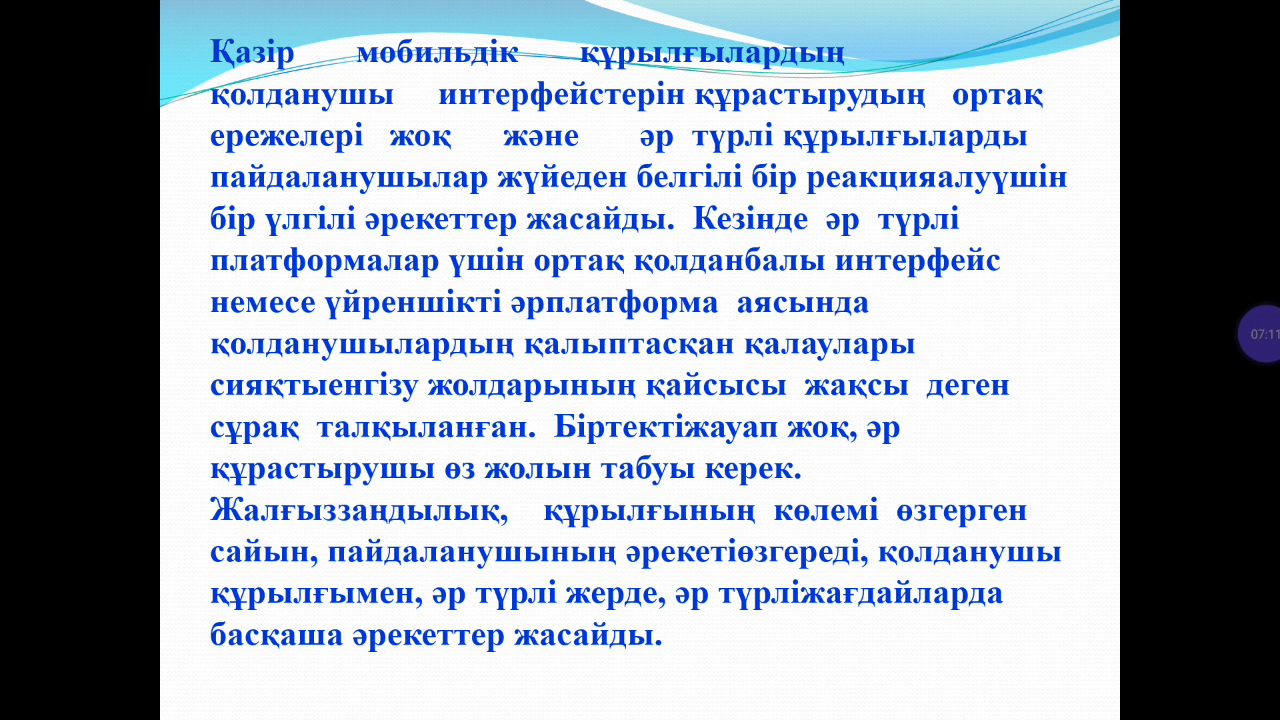 Қазір мобильдік құрылғылардың
қолданушы интерфейстерін құрастырудың ортақ
ережелері жоқ және әр түрлі құрылғыларды
пайдаланушылар жүйеден белгілі бір реакцияалуүшін
бір үлгілі әрекеттер жасайды. Кезінде әр түрлі
платформалар үшін ортақ қолданбалы интерфейс
немесе үйреншікті әрплатформа аясында
қолданушылардың қалыптасқан қалаулары
сияқтыенгізу жолдарының қайсысы жақсы деген
сұрақ талқыланған. Біртектіжауап жоқ, әр
құрастырушы өз жолын табуы керек.
Жалғыззаңдылық, құрылғының көлемі өзгерген
сайын, пайдаланушының әрекетіөзгереді, қолданушы
құрылғымен, әр түрлі жерде, әр түрліжағдайларда
басқаша әрекеттер жасайды.
07:11